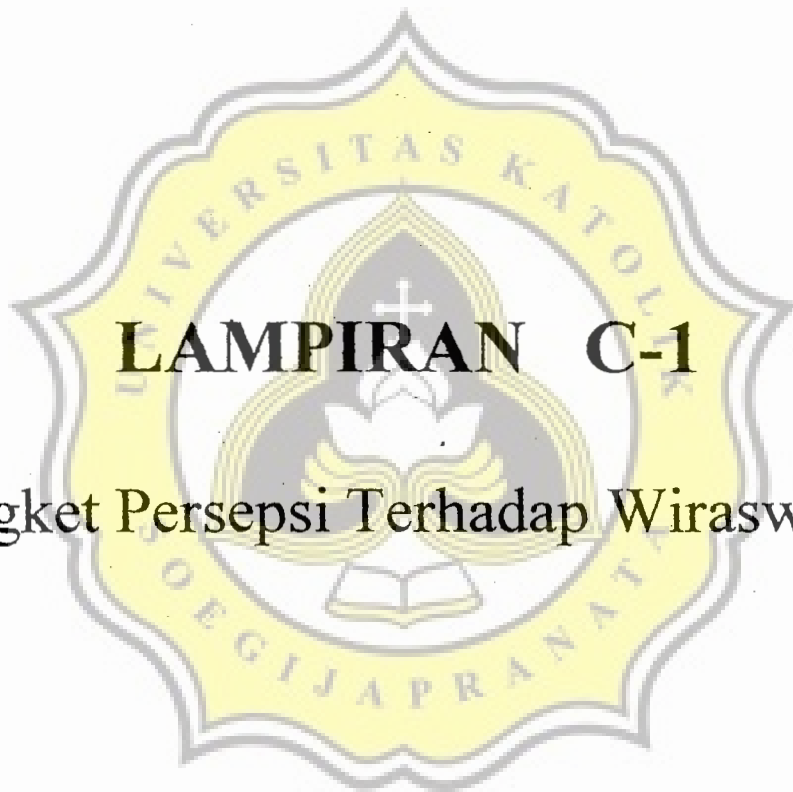 UNIVERSITAS KATOLIK
LAMPIRAN C-1
gket Persepsi Terhadap Wirasw
SOEGIJAPRANATA